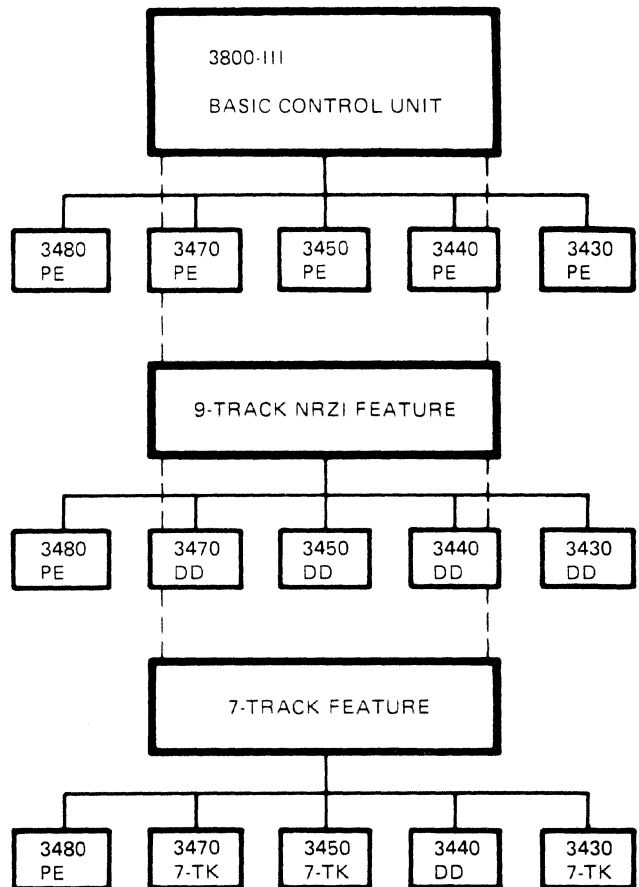 3800-III
BASIC CONTROL UNIT
3480 PE
3470 PE
3450 PE
3440 PE
3430 PE
9-TRACK NRZI FEATURE
3480 PE
3470 DD
3450 DD
3440 DD
3430 DD
7-TRACK FEATURE
3480 PE
3470 7-TK
3450 7-TK
3440 DD
3430 7-TK